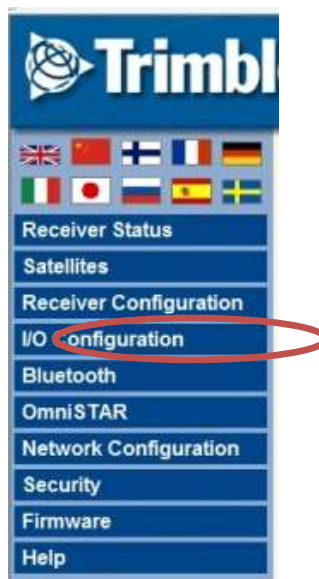 Trimbl
Receiver Status
Satellites
Receiver Configuration
I/O Configuration
Bluetooth
OmniSTAR
Network Configuration
Security
Firmware
Help